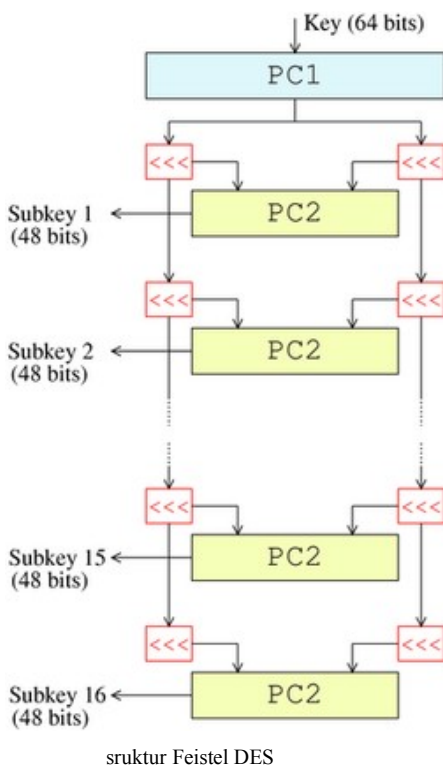 Key (64 bits)
PC1
<<< <<<
Subkey 1
(48 bits)
PC2
<<< <<<
Subkey 2
(48 bits)
PC2
<<< <<<
Subkey 15
(48 bits)
PC2
<<< <<<
Subkey 16
(48 bits)
PC2
sruktur Feistel DES